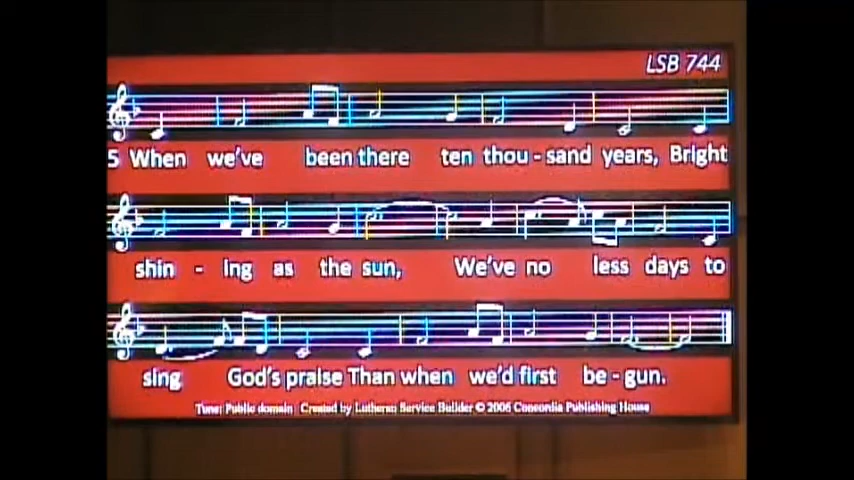 LSB 744
5 When we've been there ten thou - sand years, Bright
shin - ing as the sun, We've no less days to
sing God's praise Than when we'd first be - gun.
Tune: Public domain Created by Lutheran Service Builder © 2006 Concordia Publishing House